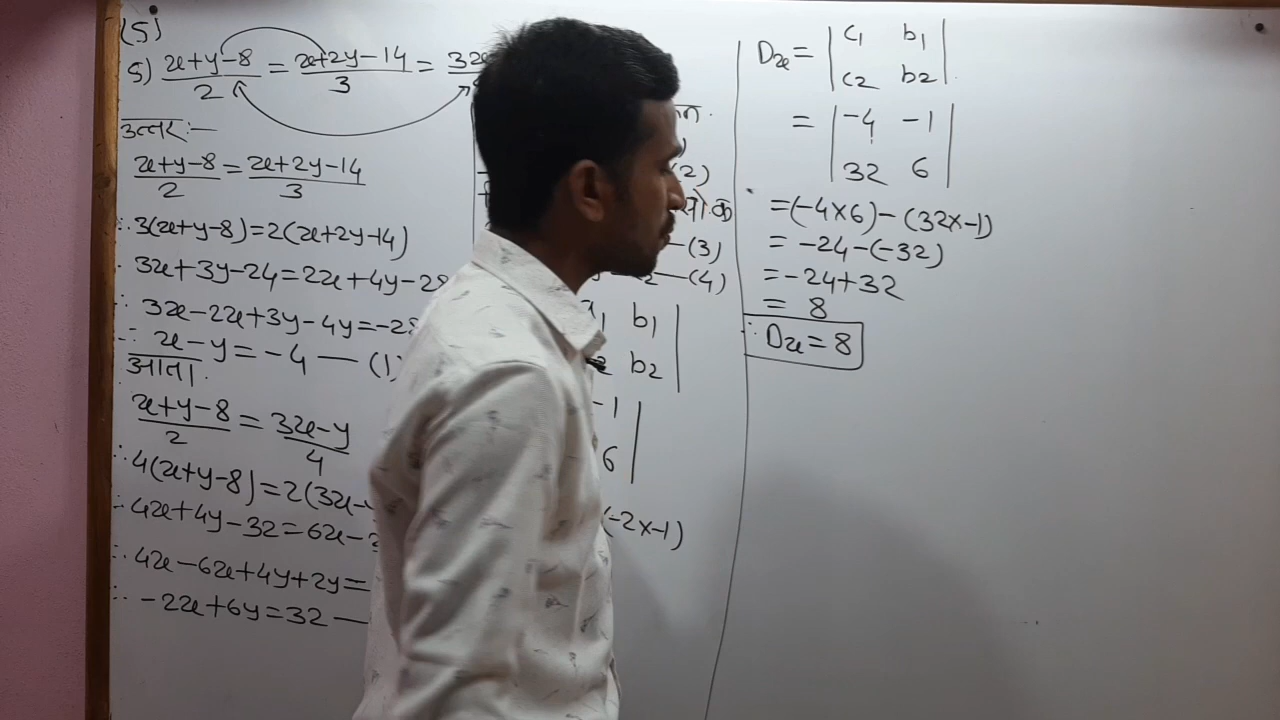 (5)
5) x+y-8/2 = x+2y-14/3 = 3x
उत्तर:-
x+y-8/2 = x+2y-14/3
∴ 3(x+y-8)=2(x+2y-14)
3x+3y-24=2x+4y-28
∴ 3x-2x+3y-4y=-28
∴ x-y=-4 — (1)
आता.
x+y-8/2 = 3x-y/4
∴ 4(x+y-8)=2(3x-y
∴ 4x+4y-32=6x-2
∴ 4x-6x+4y+2y=
∴ -2x+6y=32 —
(2)
—(3)
—(4)
b1
b2
-1
6
(-2x-1)
Dx= | c1 b1 |
| c2 b2 |
= | -4 -1 |
| 32 6 |
=(-4×6)-(32x-1)
= -24-(-32)
=-24+32
= 8
∴ Dx=8